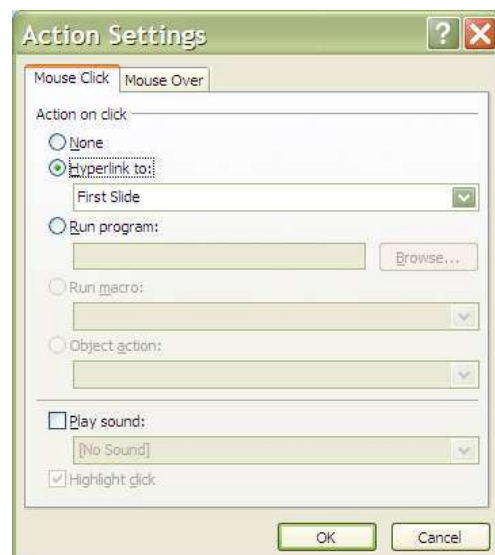 Action Settings
Mouse Click Mouse Over
Action on click
None
Hyperlink to:
First Slide
Run program:
Browse...
Run macro:
Object action:
Play sound:
[No Sound]
Highlight click
OK Cancel